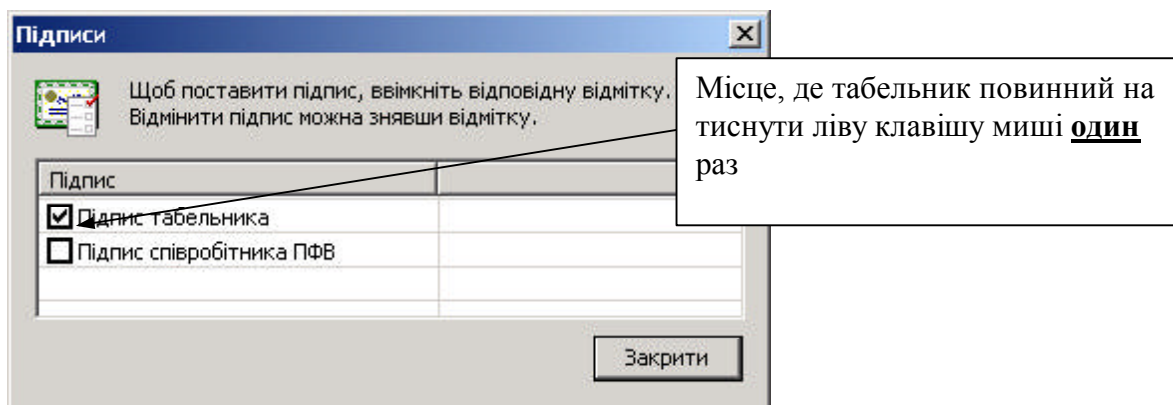 Підписи
Щоб поставити підпис, ввімкніть відповідну відмітку.
Відмінити підпис можна знявши відмітку.
Місце, де табельник повинний на
тиснути ліву клавішу миші один
раз
Підпис
Підпис табельника
Підпис співробітника ПФВ
Закрити